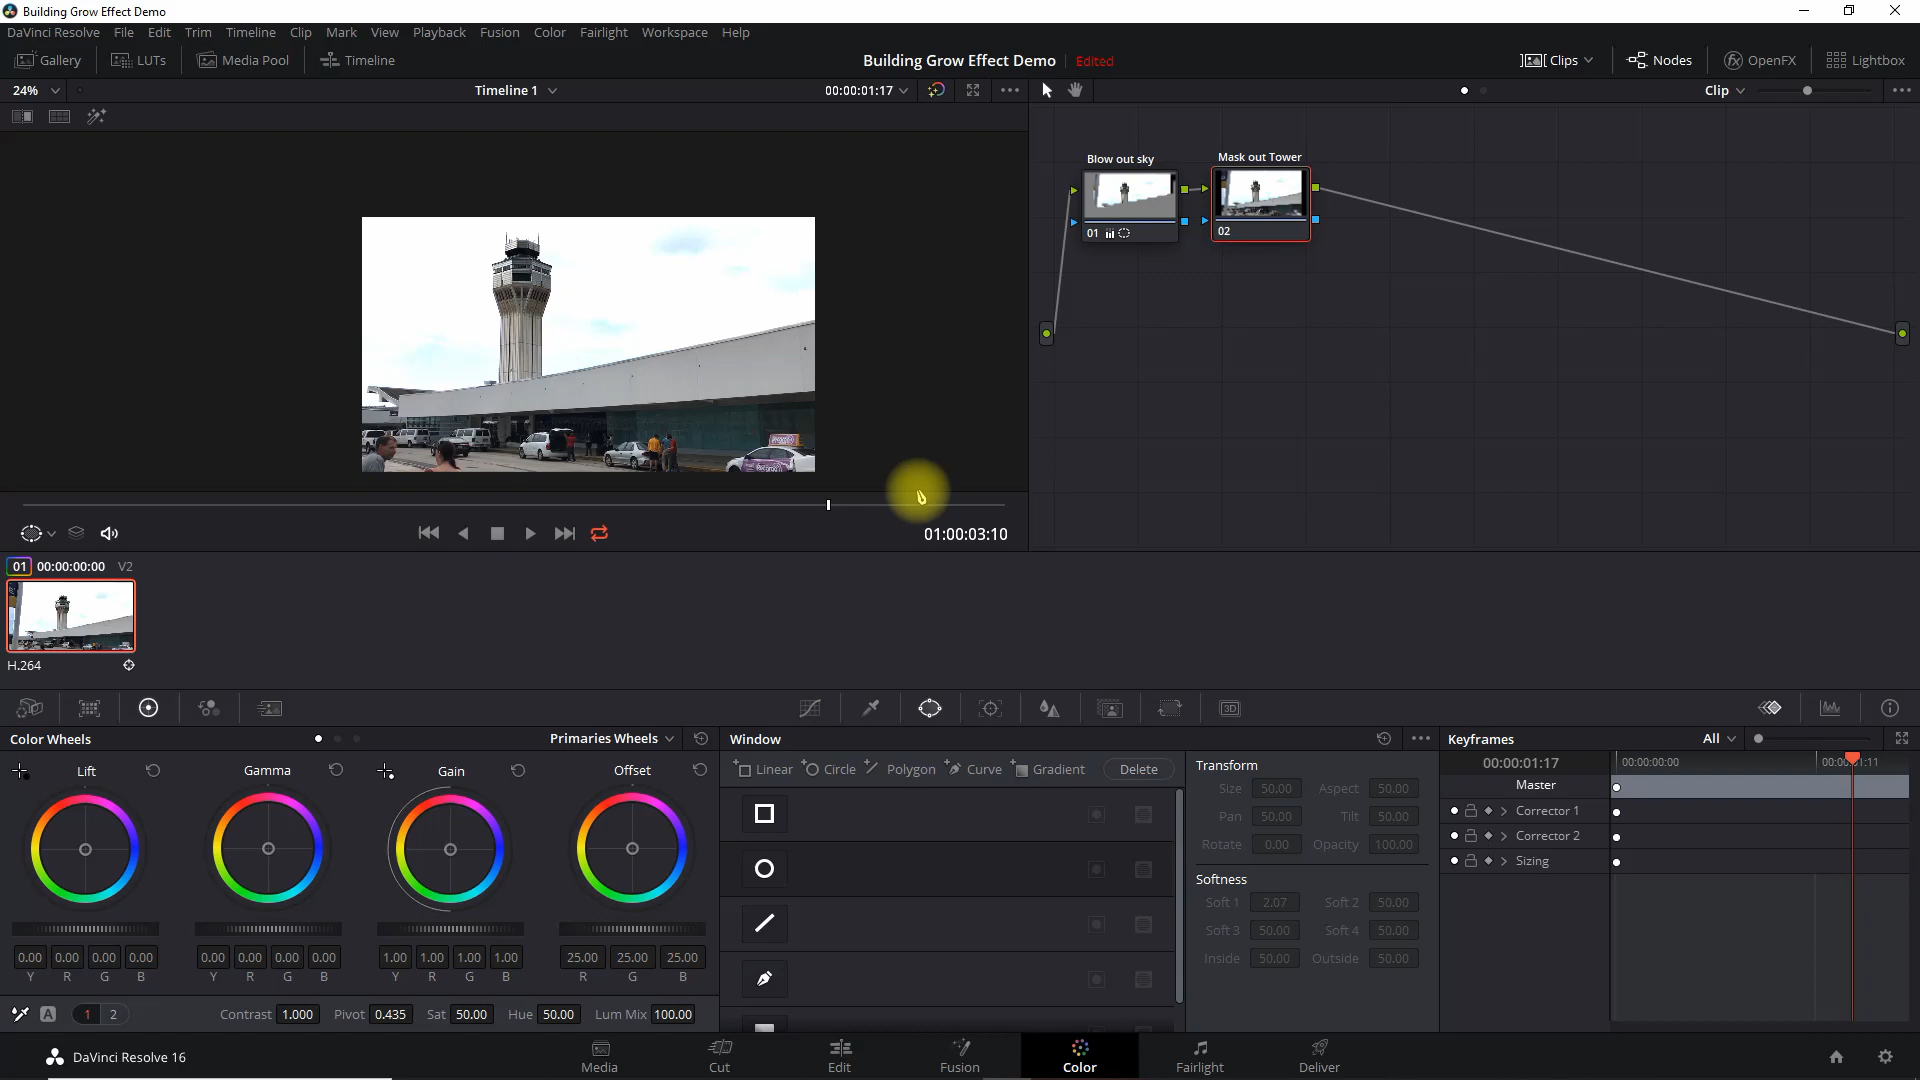 Building Grow Effect Demo
DaVinci Resolve File Edit Trim Timeline Clip Mark View Playback Fusion Color Fairlight Workspace Help
Gallery LUTs Media Pool Timeline Building Grow Effect Demo Edited Clips Nodes OpenFX Lightbox
24% Timeline 1 00:00:01:17 Clip
Blow out sky Mask out Tower
01 02
01:00:03:10
01 00:00:00:00 V2
H.264
3D
Color Wheels Primaries Wheels Window Keyframes All
Lift Gamma Gain Offset
Linear Circle Polygon Curve Gradient Delete
Transform
Size 50.00 Aspect 50.00
Pan 50.00 Tilt 50.00
Rotate 0.00 Opacity 100.00
Softness
Soft 1 2.07 Soft 2 50.00
Soft 3 50.00 Soft 4 50.00
Inside 50.00 Outside 50.00
00:00:01:17 00:00:00:00 00:00:01:11
Master
Corrector 1
Corrector 2
Sizing
0.00 0.00 0.00 0.00 0.00 0.00 0.00 0.00 1.00 1.00 1.00 1.00 25.00 25.00 25.00
Y R G B Y R G B Y R G B R G B
A 1 2 Contrast 1.000 Pivot 0.435 Sat 50.00 Hue 50.00 Lum Mix 100.00
DaVinci Resolve 16 Media Cut Edit Fusion Color Fairlight Deliver